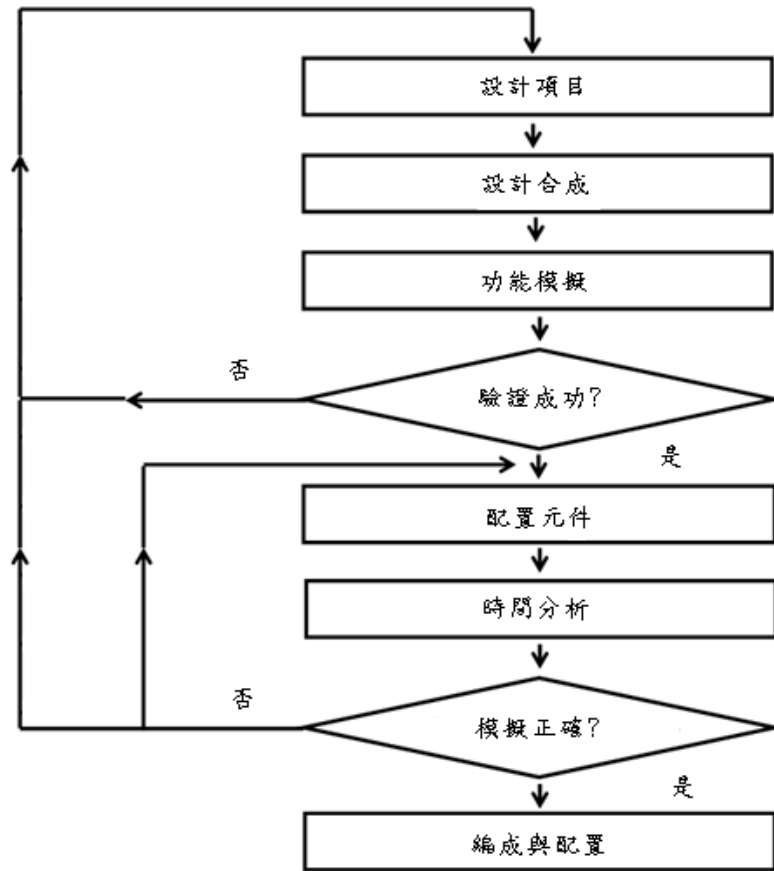 設計項目
設計合成
功能模擬
否
驗證成功?
是
配置元件
時間分析
否
模擬正確?
是
編成與配置